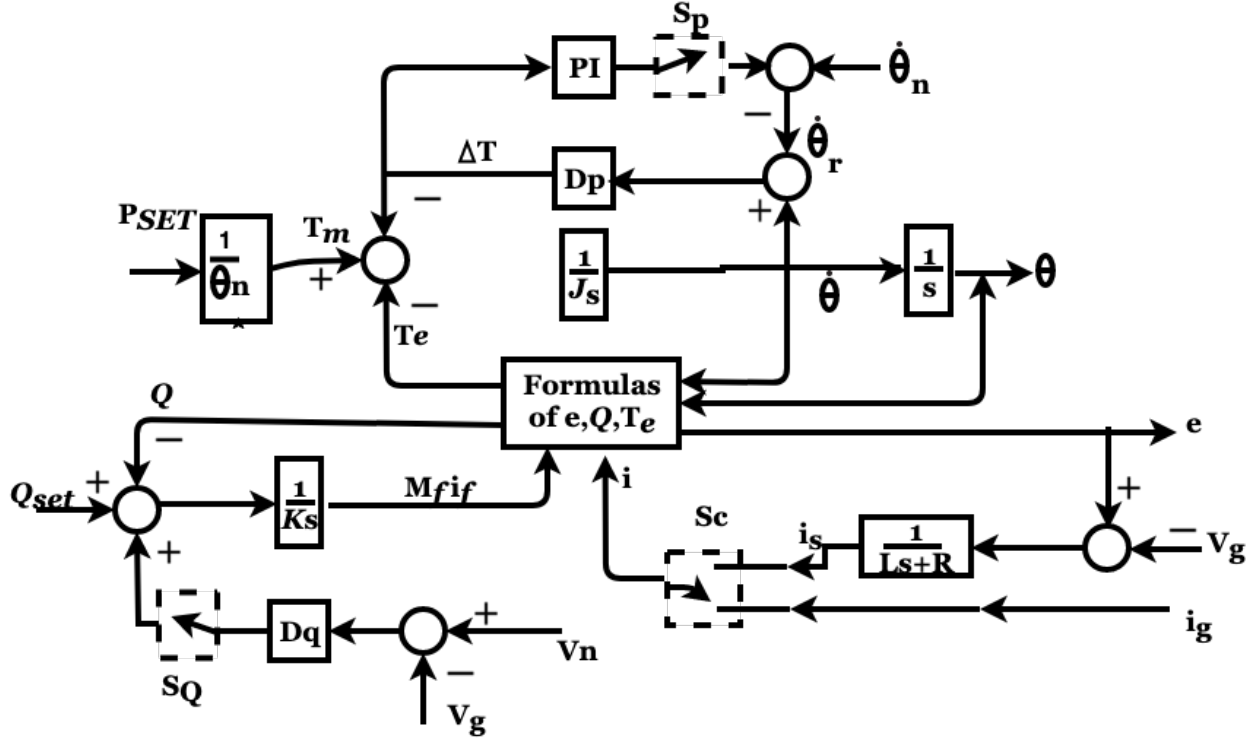 Sp
PI
θ̇n
−
θ̇r
ΔT
Dp
−
+
PSET
1
θn
Tm
+
1
Js
θ̇
1
s
θ
−
Te
Formulas
of e,Q,Te
Q
−
e
+
Qset
+
1
Ks
Mfif
i
Sc
is
1
Ls+R
−
Vg
+
SQ
Dq
+
Vn
−
Vg
ig